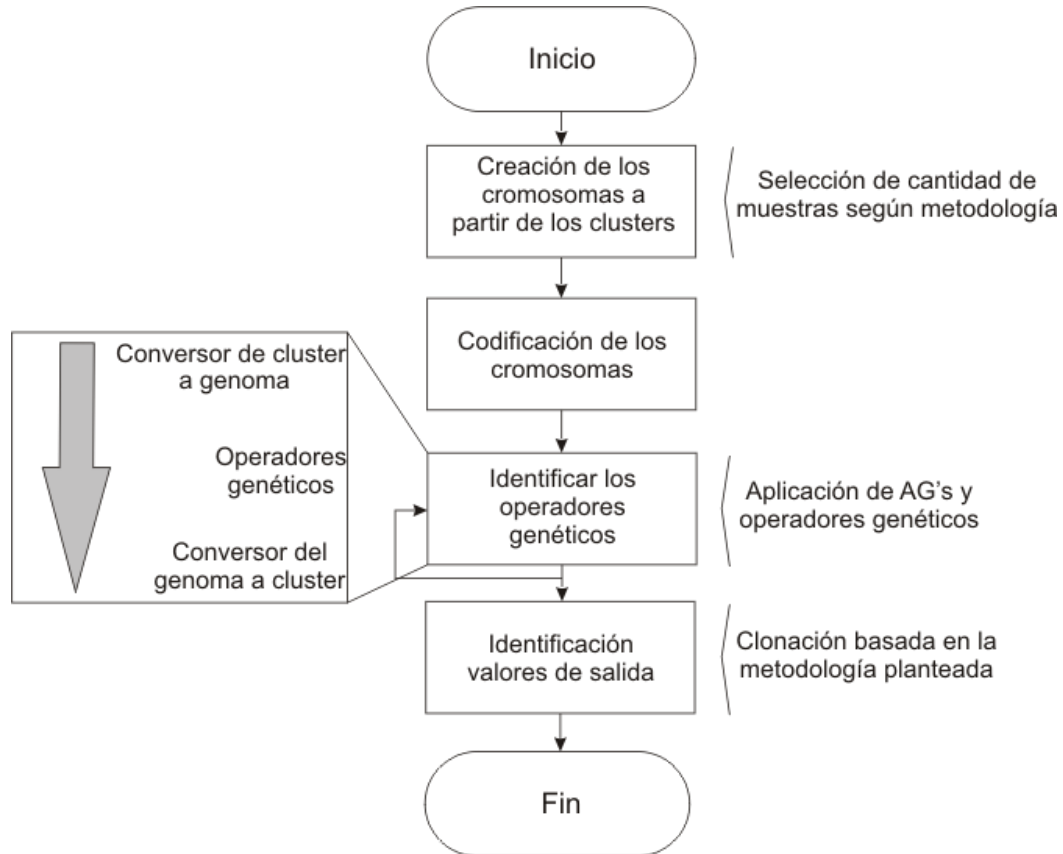 Inicio
Creación de los
cromosomas a
partir de los clusters
Selección de cantidad de
muestras según metodología
Codificación de los
cromosomas
Conversor de cluster
a genoma
Operadores
genéticos
Conversor del
genoma a cluster
Identificar los
operadores
genéticos
Aplicación de AG's y
operadores genéticos
Identificación
valores de salida
Clonación basada en la
metodología planteada
Fin